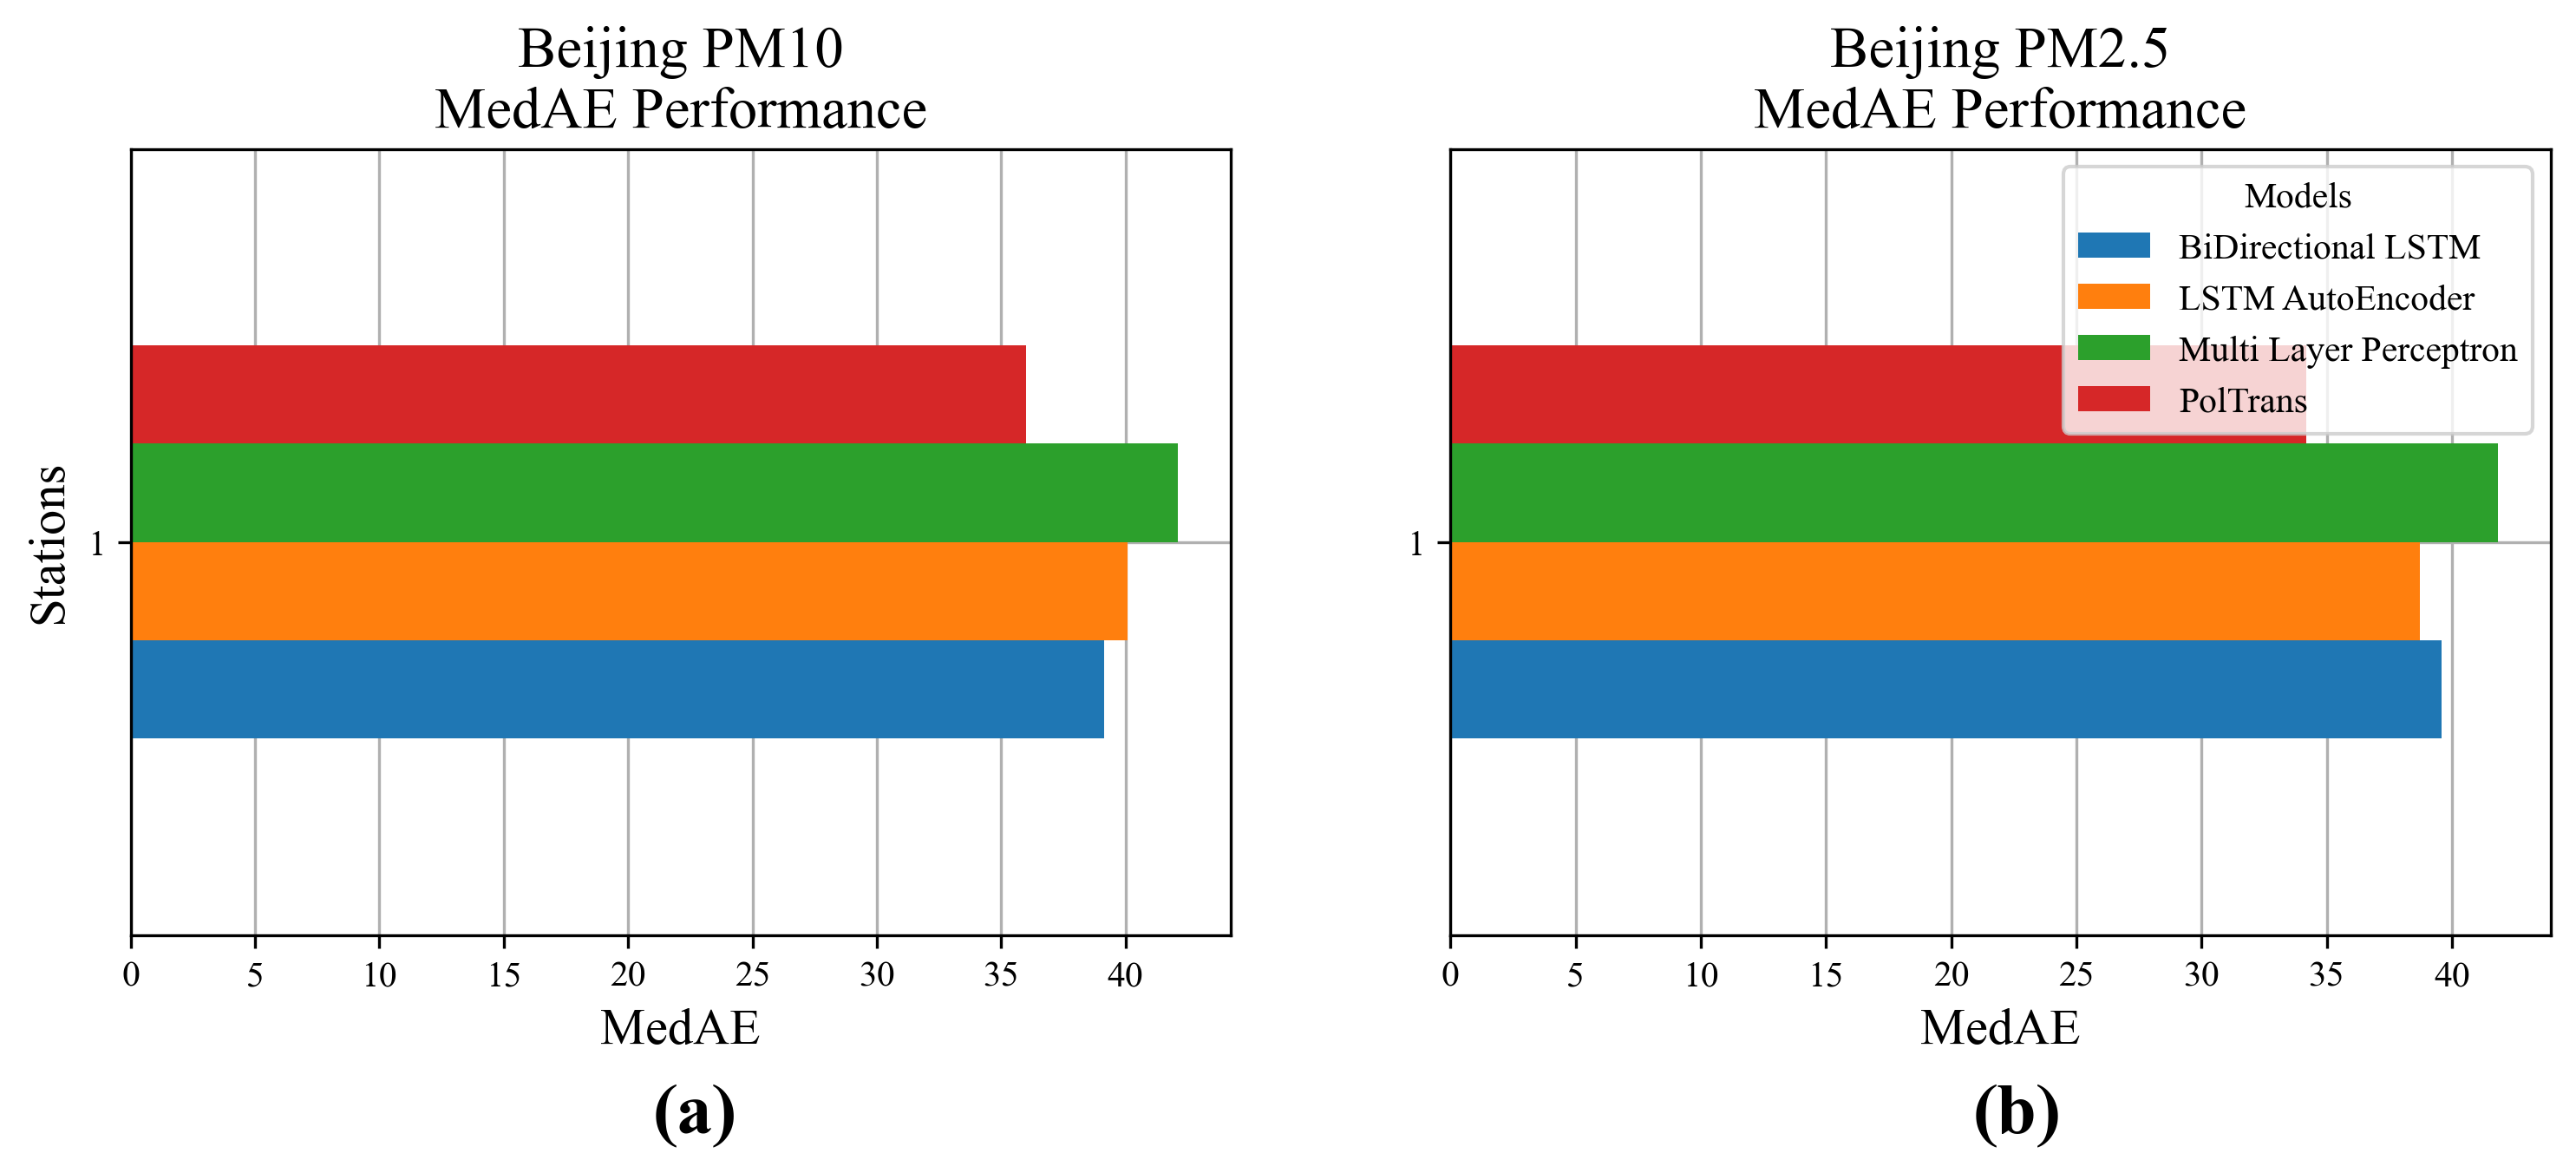 Beijing PM10
MedAE Performance
Stations
1
0 5 10 15 20 25 30 35 40
MedAE
(a)
Beijing PM2.5
MedAE Performance
Models
BiDirectional LSTM
LSTM AutoEncoder
Multi Layer Perceptron
PolTrans
1
0 5 10 15 20 25 30 35 40
MedAE
(b)